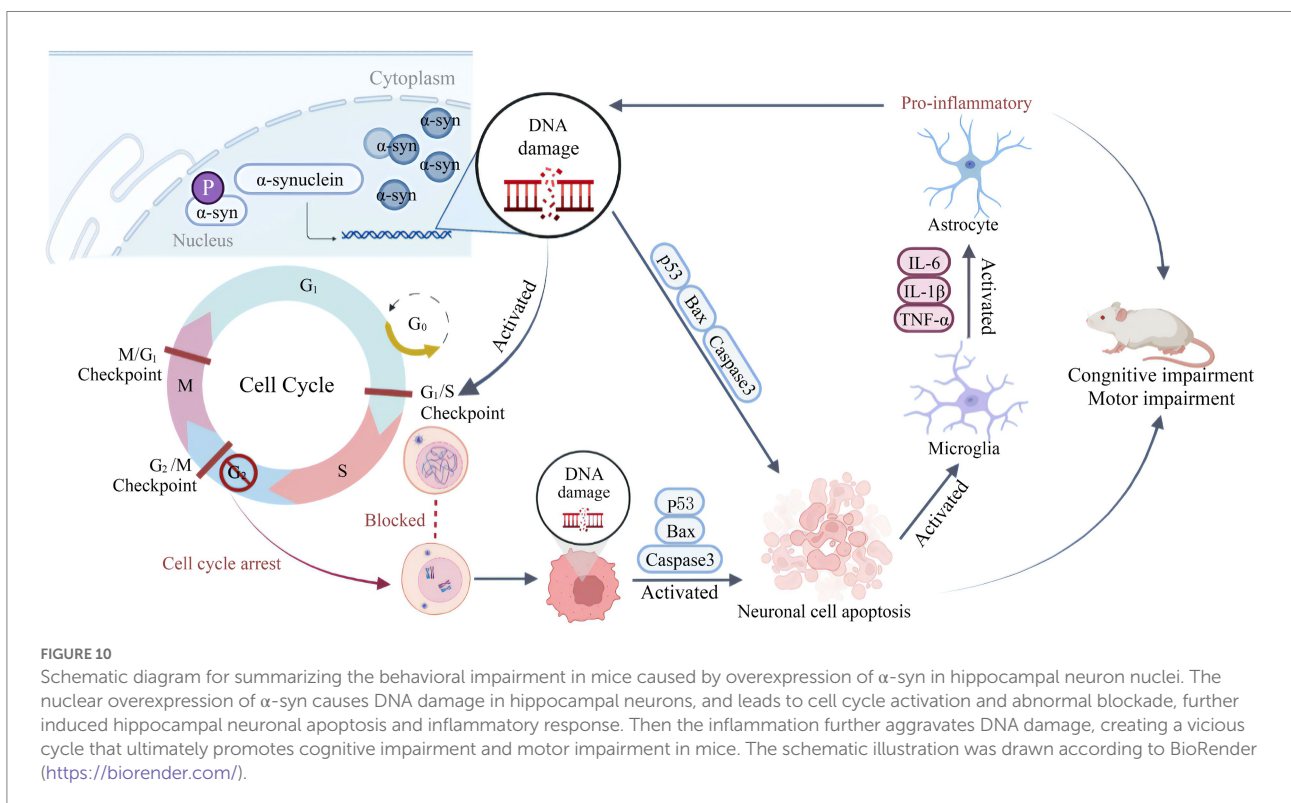 Cytoplasm
α-syn
α-syn
α-syn
α-syn
α-synuclein
P
α-syn
Nucleus
DNA
damage
Pro-inflammatory
Astrocyte
IL-6
IL-1β
TNF-α
Activated
Microglia
Activated
Congnitive impairment
Motor impairment
p53
Bax
Caspase3
Activated
G₁
G₀
M/G₁
Checkpoint
M
Cell Cycle
G₁/S
Checkpoint
G₂/M
Checkpoint
G₂
S
Blocked
Cell cycle arrest
DNA
damage
p53
Bax
Caspase3
Activated
Neuronal cell apoptosis
FIGURE 10
Schematic diagram for summarizing the behavioral impairment in mice caused by overexpression of α-syn in hippocampal neuron nuclei. The
nuclear overexpression of α-syn causes DNA damage in hippocampal neurons, and leads to cell cycle activation and abnormal blockade, further
induced hippocampal neuronal apoptosis and inflammatory response. Then the inflammation further aggravates DNA damage, creating a vicious
cycle that ultimately promotes cognitive impairment and motor impairment in mice. The schematic illustration was drawn according to BioRender
(https://biorender.com/).